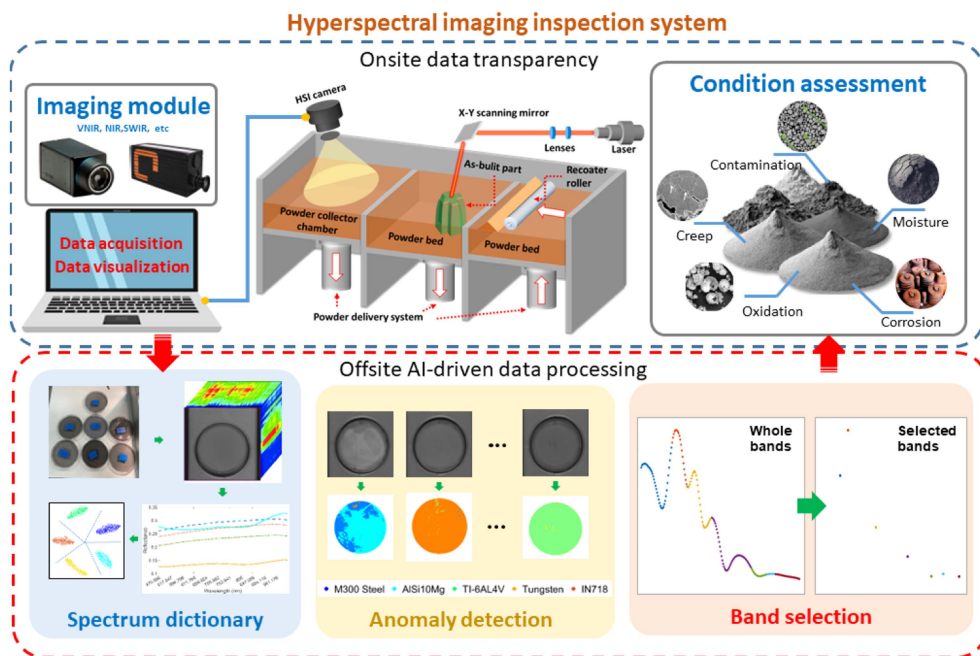 Hyperspectral imaging inspection system
Onsite data transparency
Imaging module
VNIR, NIR,SWIR, etc
Data acquisition
Data visualization
HSI camera
X-Y scanning mirror
Lenses
Laser
As-bulit part
Recoater
roller
Powder collector
chamber
Powder bed
Powder bed
Powder delivery system
Condition assessment
Contamination
Creep
Moisture
Oxidation
Corrosion
Offsite AI-driven data processing
Reflectance
Wavelength (nm)
Spectrum dictionary
...
...
M300 Steel
AlSi10Mg
TI-6AL4V
Tungsten
IN718
Anomaly detection
Whole
bands
Selected
bands
Band selection